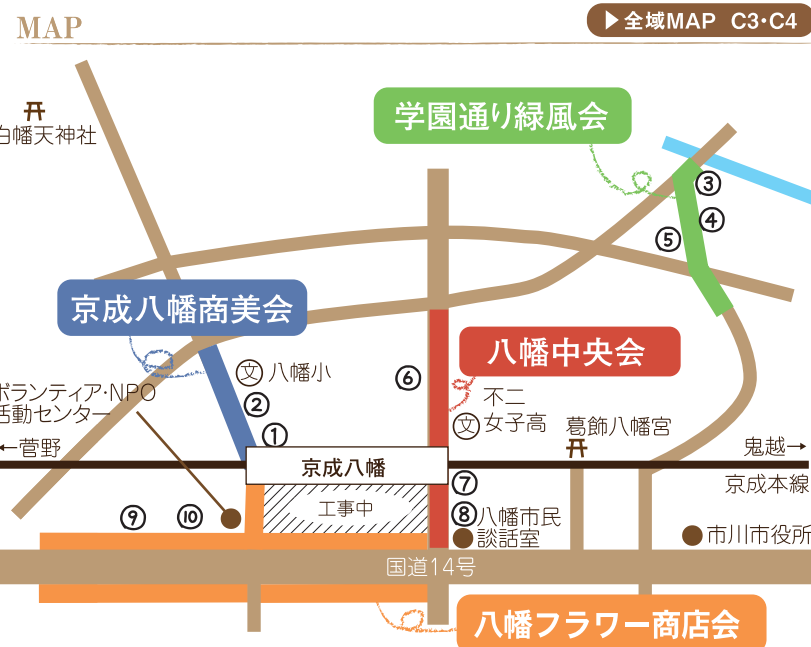 MAP
▶全域MAP C3・C4
白幡天神社
学園通り緑風会
③
④
⑤
京成八幡商美会
八幡中央会
ボランティア・NPO
活動センター
文 八幡小
⑥
②
①
不二
文 女子高
葛飾八幡宮
←菅野
鬼越→
京成八幡
京成本線
工事中
⑦
⑧
⑨
⑩
八幡市民
談話室
市川市役所
国道14号
八幡フラワー商店会